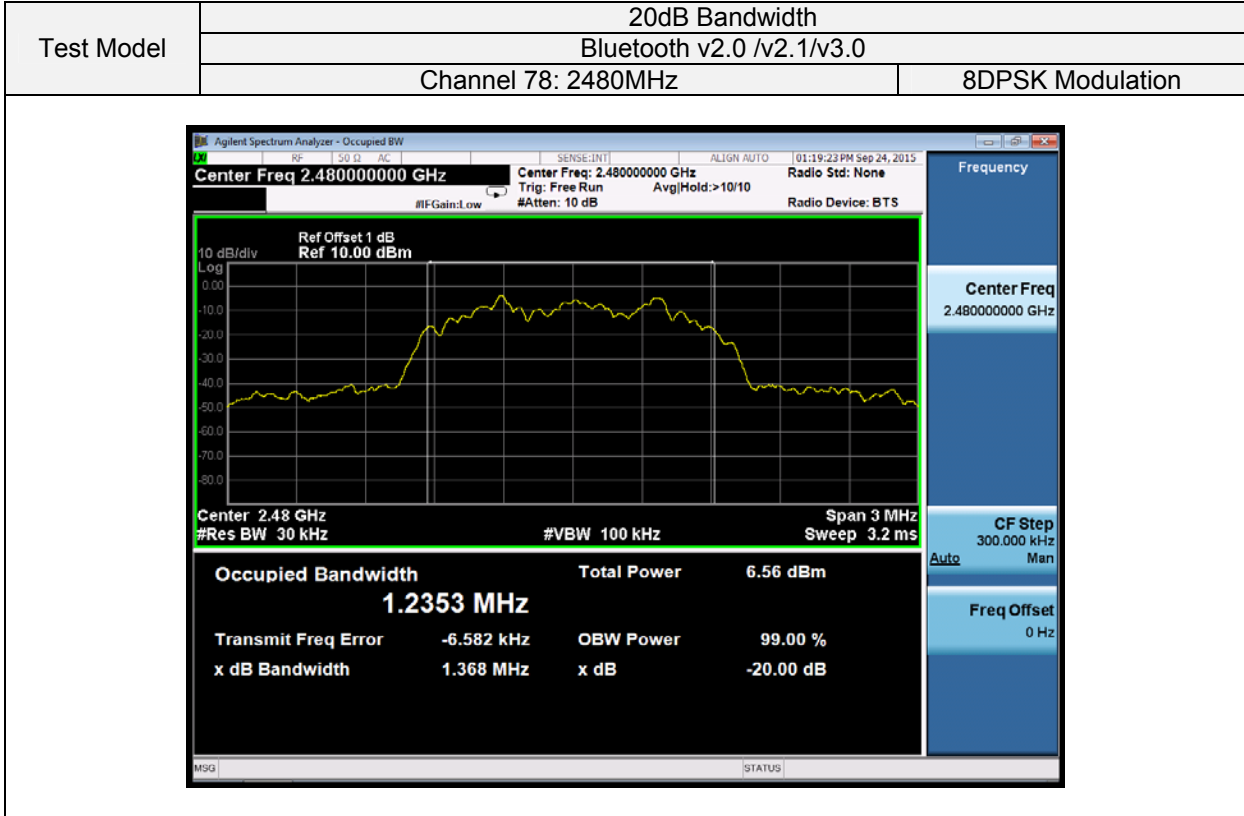 Test Model
20dB Bandwidth
Bluetooth v2.0 /v2.1/v3.0
Channel 78: 2480MHz
8DPSK Modulation
Agilent Spectrum Analyzer - Occupied BW
RF 50 Ω AC SENSE:INT ALIGN AUTO 01:19:23 PM Sep 24, 2015
Center Freq 2.480000000 GHz
Center Freq: 2.480000000 GHz
Radio Std: None
Trig: Free Run Avg|Hold:>10/10
#IFGain:Low
#Atten: 10 dB
Radio Device: BTS
Ref Offset 1 dB
10 dB/div Ref 10.00 dBm
Log
0.00
-10.0
-20.0
-30.0
-40.0
-50.0
-60.0
-70.0
-80.0
Center 2.48 GHz
Span 3 MHz
#Res BW 30 kHz
#VBW 100 kHz
Sweep 3.2 ms
Occupied Bandwidth
1.2353 MHz
Total Power 6.56 dBm
Transmit Freq Error -6.582 kHz
OBW Power 99.00 %
x dB Bandwidth 1.368 MHz
x dB -20.00 dB
Frequency
Center Freq
2.480000000 GHz
CF Step
300.000 kHz
Auto Man
Freq Offset
0 Hz
MSG
STATUS